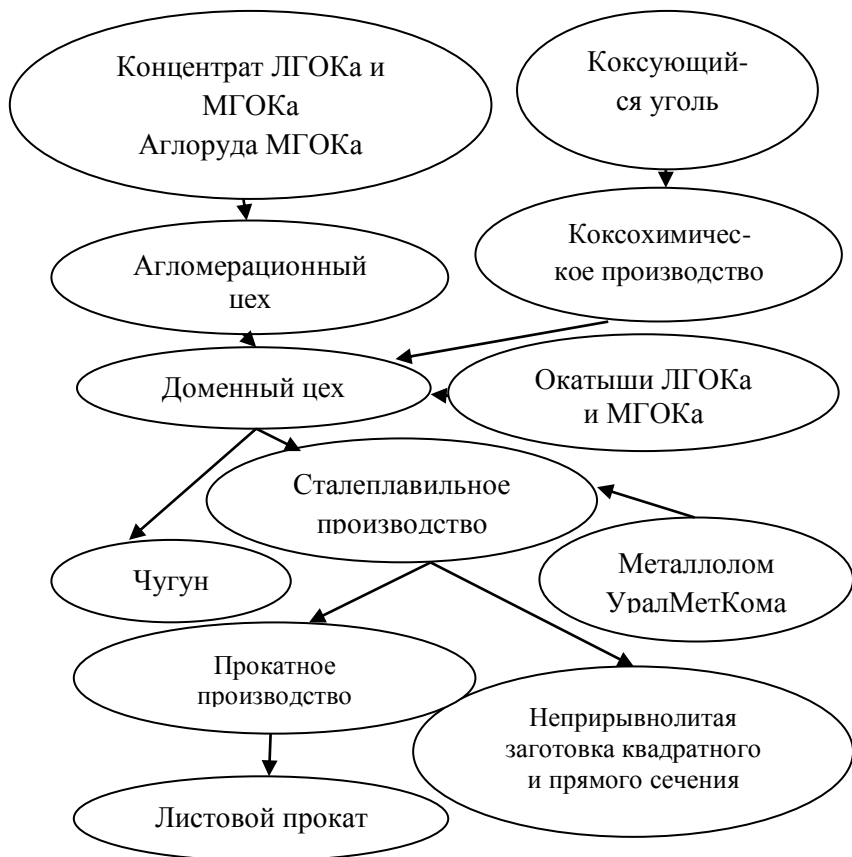 Концентрат ЛГОКа и
МГОКа
Аглоруда МГОКа
Коксующий-
ся уголь
Коксохимичес-
кое производство
Агломерационный
цех
Доменный цех
Окатыши ЛГОКа
и МГОКа
Сталеплавильное
производство
Чугун
Металлолом
УралМетКома
Прокатное
производство
Неприрывнолитая
заготовка квадратного
и прямого сечения
Листовой прокат